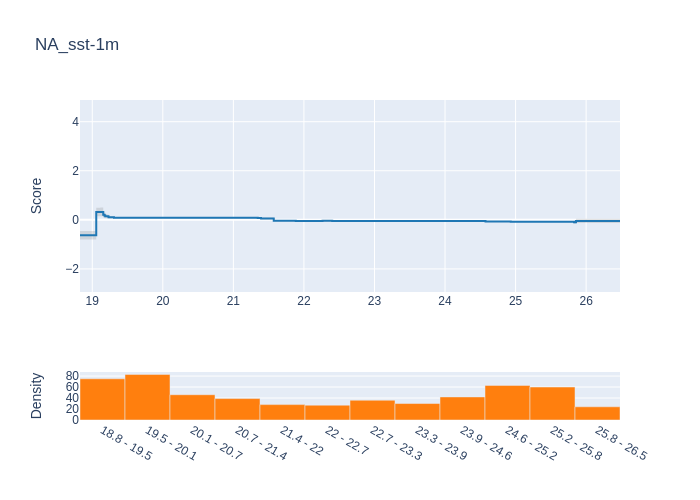 NA_sst-1m
Score
4
2
0
−2
19 20 21 22 23 24 25 26
Density
80
60
40
20
0
18.8 - 19.5
19.5 - 20.1
20.1 - 20.7
20.7 - 21.4
21.4 - 22
22 - 22.7
22.7 - 23.3
23.3 - 23.9
23.9 - 24.6
24.6 - 25.2
25.2 - 25.8
25.8 - 26.5